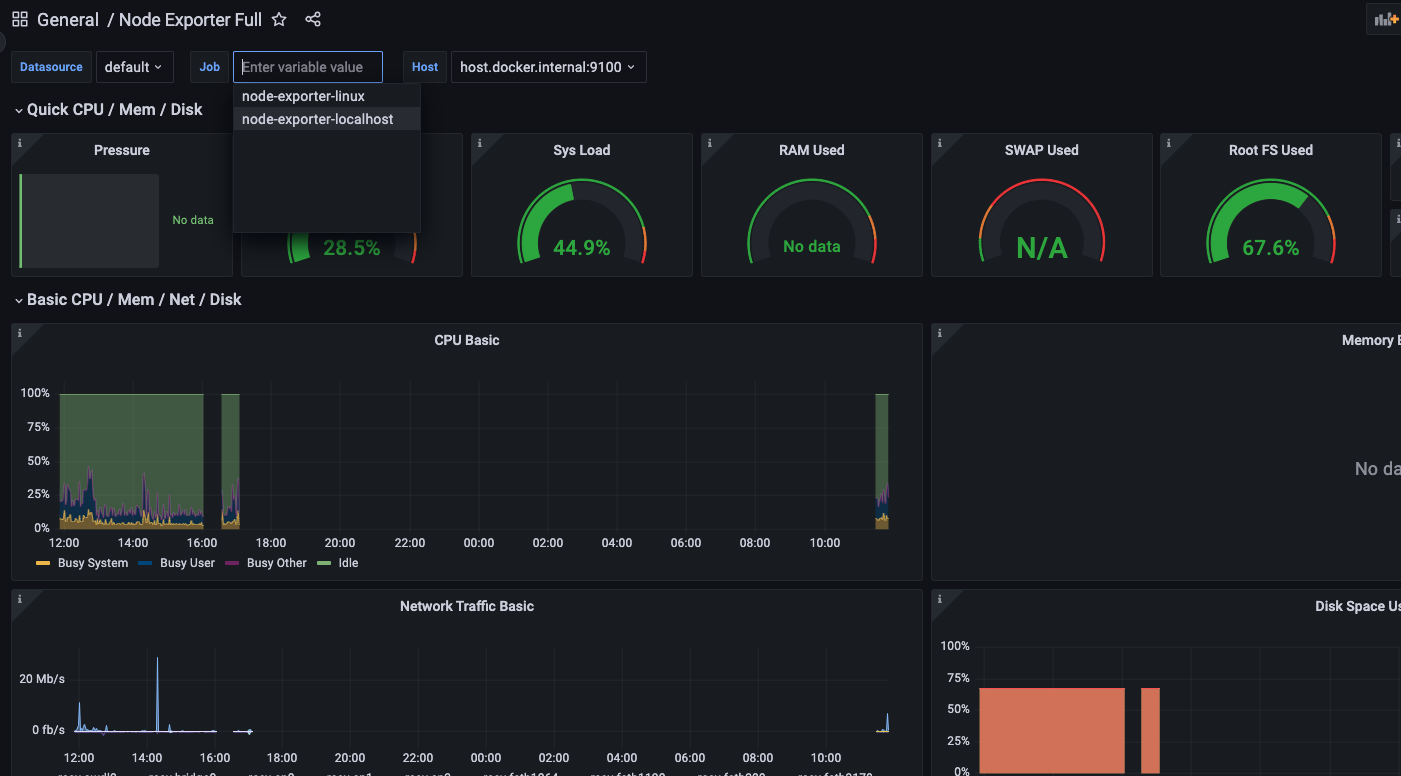 General / Node Exporter Full
Datasource default Job Enter variable value Host host.docker.internal:9100
node-exporter-linux
node-exporter-localhost
Quick CPU / Mem / Disk
Pressure
Sys Load
RAM Used
SWAP Used
Root FS Used
No data
28.5%
44.9%
No data
N/A
67.6%
Basic CPU / Mem / Net / Disk
CPU Basic
100%
75%
50%
25%
0%
12:00 14:00 16:00 18:00 20:00 22:00 00:00 02:00 04:00 06:00 08:00 10:00
Busy System Busy User Busy Other Idle
Memory
No da
Network Traffic Basic
20 Mb/s
0 fb/s
12:00 14:00 16:00 18:00 20:00 22:00 00:00 02:00 04:00 06:00 08:00 10:00
Disk Space Us
100%
75%
50%
25%
0%